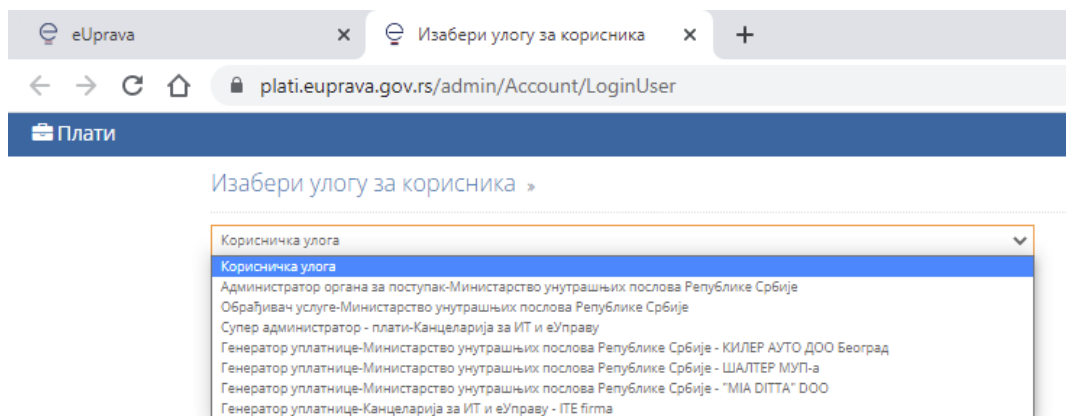 eUprava
Изабери улогу за корисника
plati.euprava.gov.rs/admin/Account/LoginUser
Плати
Изабери улогу за корисника »
Корисничка улога
Корисничка улога
Администратор органа за поступак-Министарство унутрашњих послова Републике Србије
Обрађивач услуге-Министарство унутрашњих послова Републике Србије
Супер администратор - плати-Канцеларија за ИТ и еУправу
Генератор уплатнице-Министарство унутрашњих послова Републике Србије - КИЛЕР АУТО ДОО Београд
Генератор уплатнице-Министарство унутрашњих послова Републике Србије - ШАЛТЕР МУП-а
Генератор уплатнице-Министарство унутрашњих послова Републике Србије - "MIA DITTA" DOO
Генератор уплатнице-Канцеларија за ИТ и еУправу - ITE firma